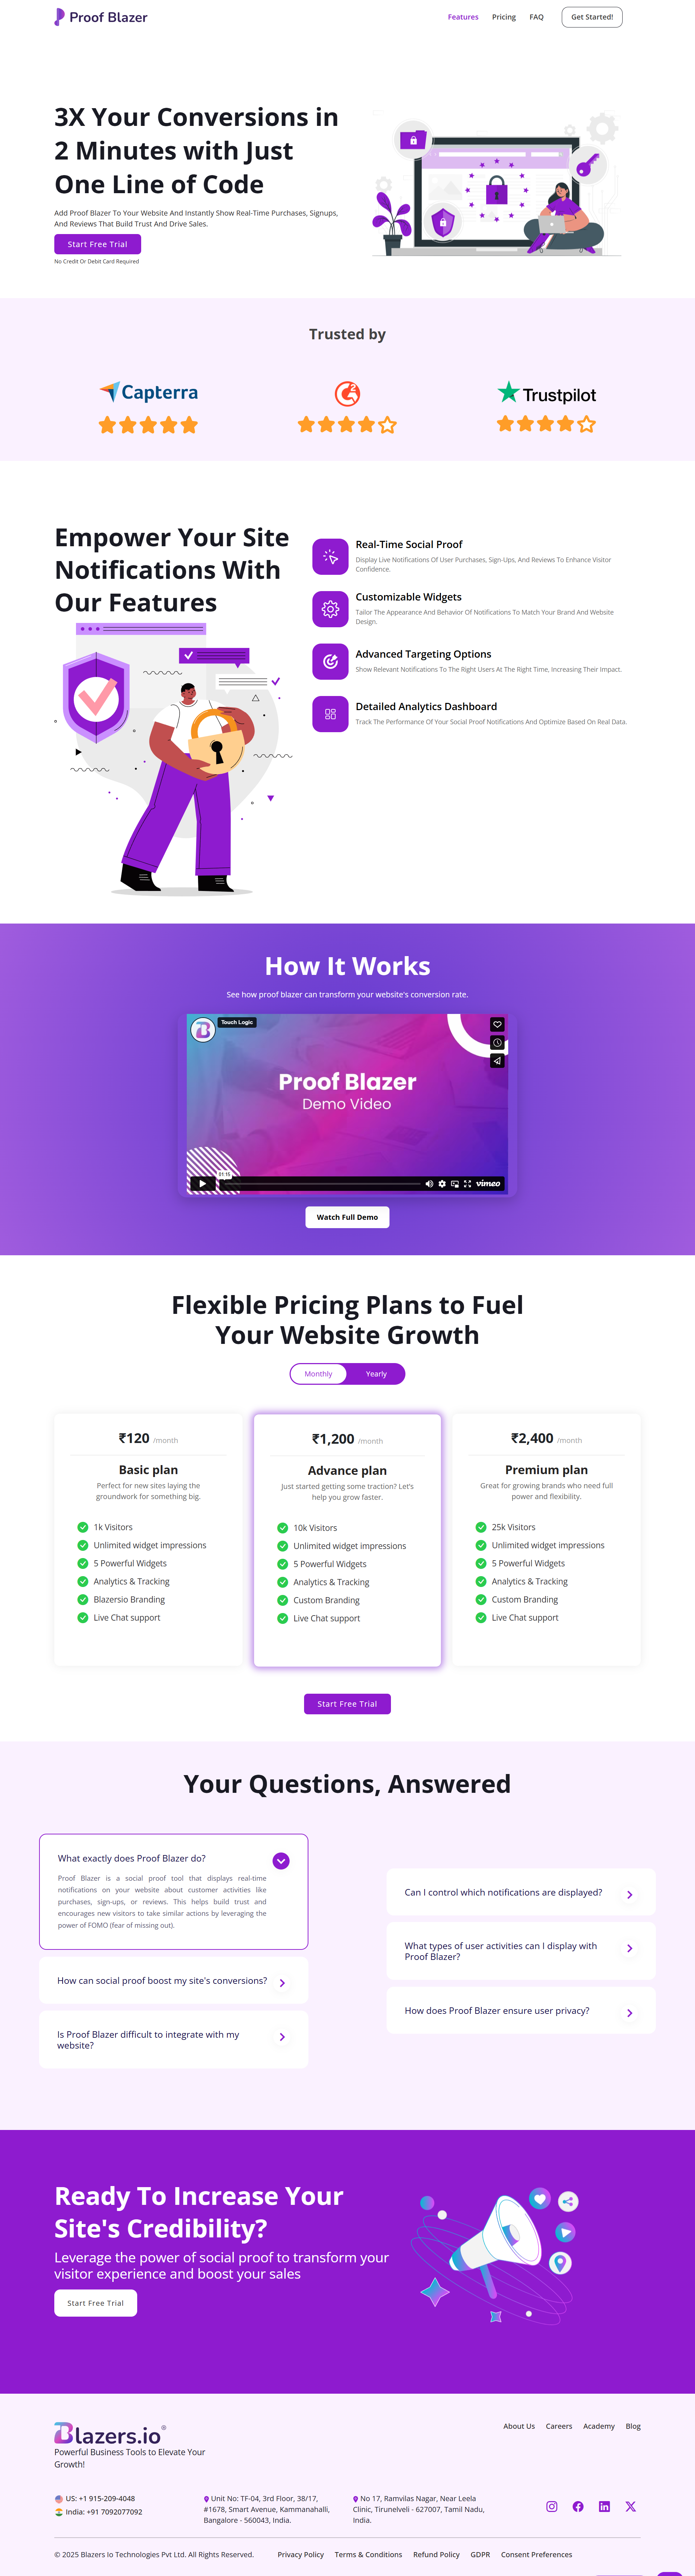 Proof Blazer
Features
Pricing
FAQ
Get Started!
3X Your Conversions in
2 Minutes with Just
One Line of Code
Add Proof Blazer To Your Website And Instantly Show Real-Time Purchases, Signups,
And Reviews That Build Trust And Drive Sales.
Start Free Trial
No Credit Or Debit Card Required
Trusted by
Capterra
G2
Trustpilot
Empower Your Site
Notifications With
Our Features
Real-Time Social Proof
Display Live Notifications Of User Purchases, Sign-Ups, And Reviews To Enhance Visitor
Confidence.
Customizable Widgets
Tailor The Appearance And Behavior Of Notifications To Match Your Brand And Website
Design.
Advanced Targeting Options
Show Relevant Notifications To The Right Users At The Right Time, Increasing Their Impact.
Detailed Analytics Dashboard
Track The Performance Of Your Social Proof Notifications And Optimize Based On Real Data.
How It Works
See how proof blazer can transform your website's conversion rate.
Touch Logic
Proof Blazer
Demo Video
01:15
vimeo
Watch Full Demo
Flexible Pricing Plans to Fuel
Your Website Growth
Monthly
Yearly
₹120 /month
Basic plan
Perfect for new sites laying the
groundwork for something big.
1k Visitors
Unlimited widget impressions
5 Powerful Widgets
Analytics & Tracking
Blazersio Branding
Live Chat support
₹1,200 /month
Advance plan
Just started getting some traction? Let's
help you grow faster.
10k Visitors
Unlimited widget impressions
5 Powerful Widgets
Analytics & Tracking
Custom Branding
Live Chat support
₹2,400 /month
Premium plan
Great for growing brands who need full
power and flexibility.
25k Visitors
Unlimited widget impressions
5 Powerful Widgets
Analytics & Tracking
Custom Branding
Live Chat support
Start Free Trial
Your Questions, Answered
What exactly does Proof Blazer do?
Proof Blazer is a social proof tool that displays real-time
notifications on your website about customer activities like
purchases, sign-ups, or reviews. This helps build trust and
encourages new visitors to take similar actions by leveraging the
power of FOMO (fear of missing out).
How can social proof boost my site's conversions?
Is Proof Blazer difficult to integrate with my
website?
Can I control which notifications are displayed?
What types of user activities can I display with
Proof Blazer?
How does Proof Blazer ensure user privacy?
Ready To Increase Your
Site's Credibility?
Leverage the power of social proof to transform your
visitor experience and boost your sales
Start Free Trial
Blazers.io®
Powerful Business Tools to Elevate Your
Growth!
About Us
Careers
Academy
Blog
US: +1 915-209-4048
India: +91 7092077092
Unit No: TF-04, 3rd Floor, 38/17,
#1678, Smart Avenue, Kammanahalli,
Bangalore - 560043, India.
No 17, Ramvilas Nagar, Near Leela
Clinic, Tirunelveli - 627007, Tamil Nadu,
India.
© 2025 Blazers Io Technologies Pvt Ltd. All Rights Reserved.
Privacy Policy
Terms & Conditions
Refund Policy
GDPR
Consent Preferences